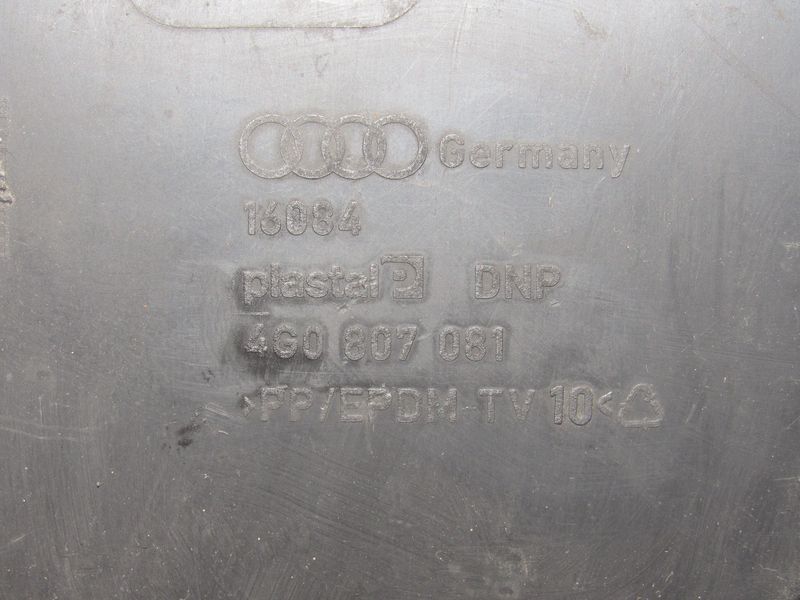 Germany
16084
plastal P DNP
4G0 807 081
>PP/EPDM TV 10<